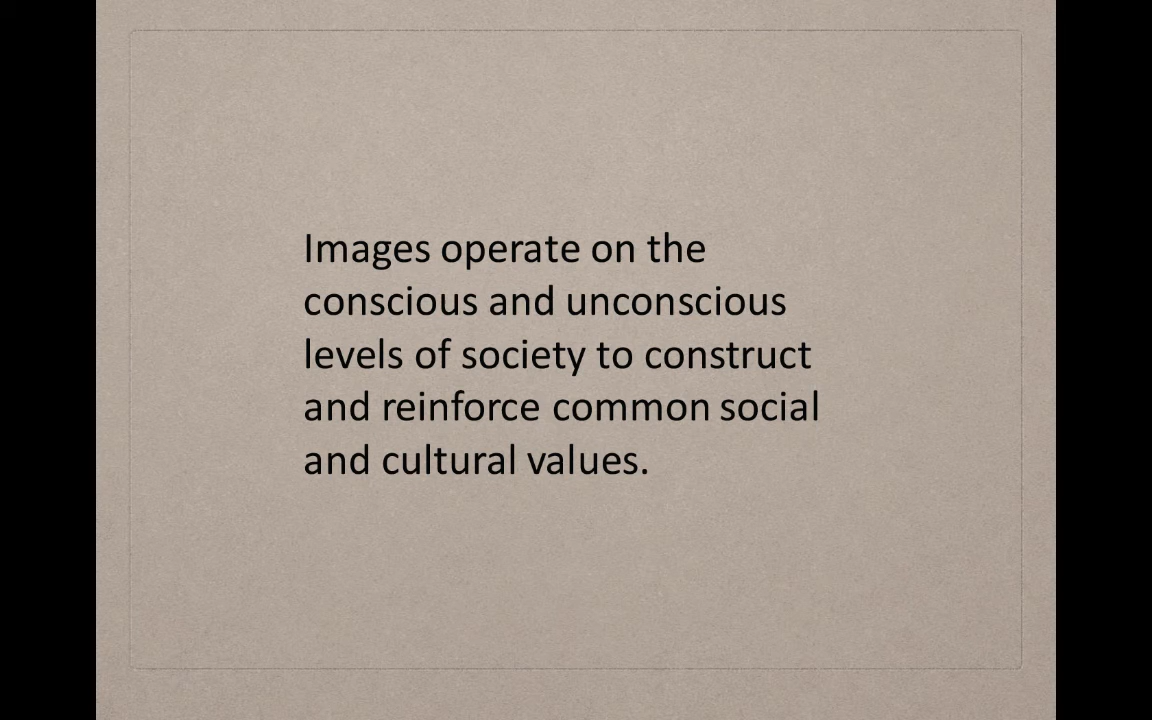 Images operate on the
conscious and unconscious
levels of society to construct
and reinforce common social
and cultural values.